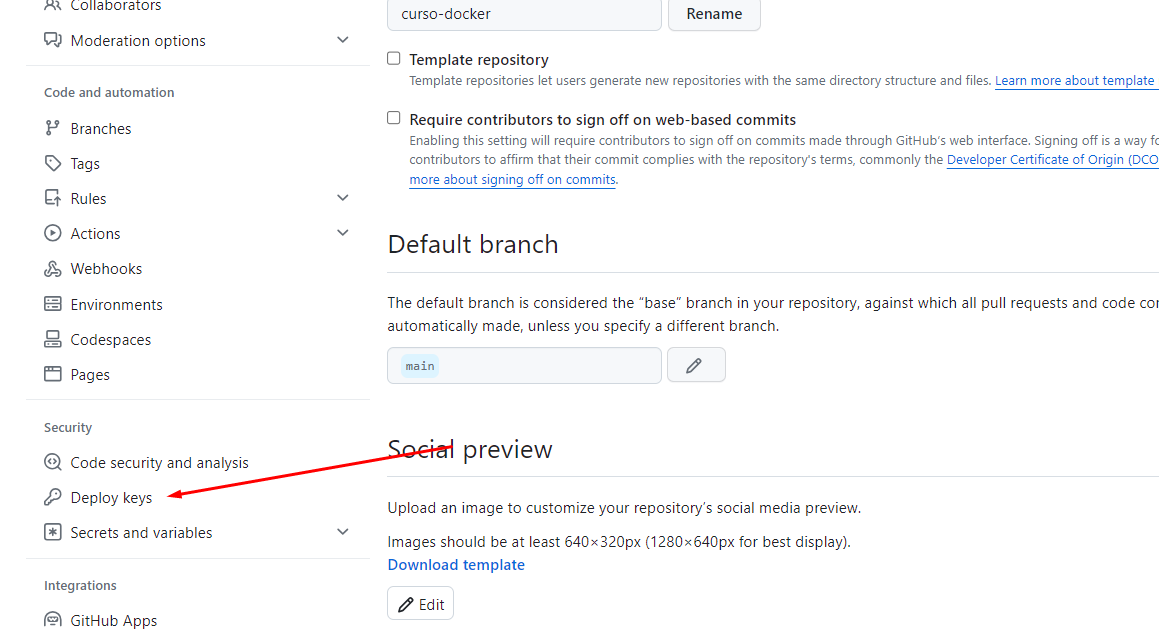 Collaborators
Moderation options
Code and automation
Branches
Tags
Rules
Actions
Webhooks
Environments
Codespaces
Pages
Security
Code security and analysis
Deploy keys
Secrets and variables
Integrations
GitHub Apps
curso-docker
Rename
Template repository
Template repositories let users generate new repositories with the same directory structure and files. Learn more about template
Require contributors to sign off on web-based commits
Enabling this setting will require contributors to sign off on commits made through GitHub's web interface. Signing off is a way fo
contributors to affirm that their commit complies with the repository's terms, commonly the Developer Certificate of Origin (DCO
more about signing off on commits.
Default branch
The default branch is considered the “base” branch in your repository, against which all pull requests and code cor
automatically made, unless you specify a different branch.
main
Social preview
Upload an image to customize your repository's social media preview.
Images should be at least 640×320px (1280×640px for best display).
Download template
Edit